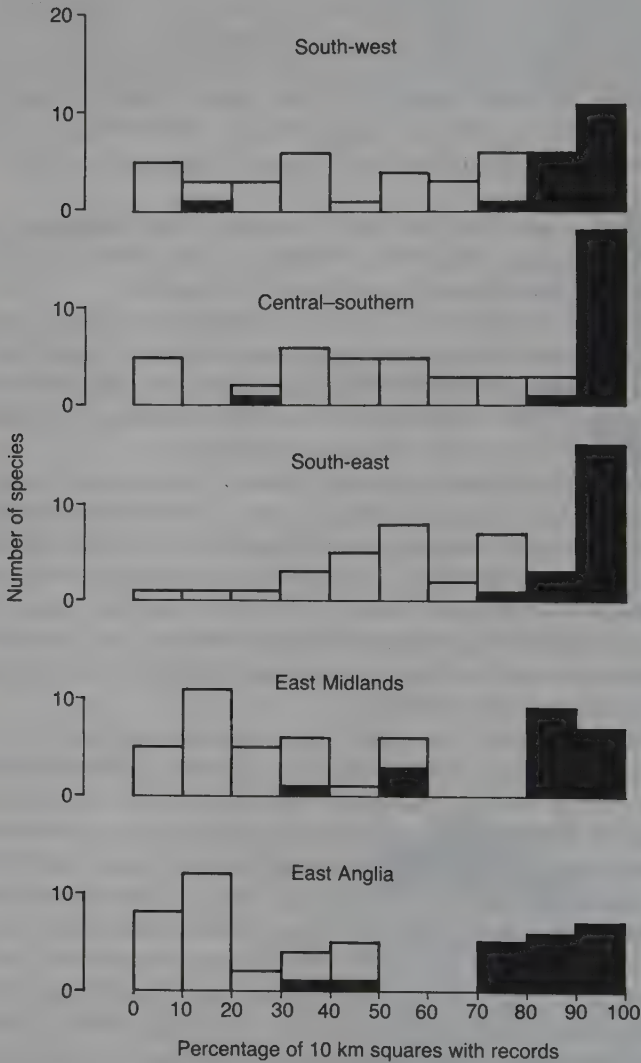 20
South-west
10
0
Central–southern
10
0
South-east
10
0
Number of species
East Midlands
10
0
East Anglia
10
0
0 10 20 30 40 50 60 70 80 90 100
Percentage of 10 km squares with records